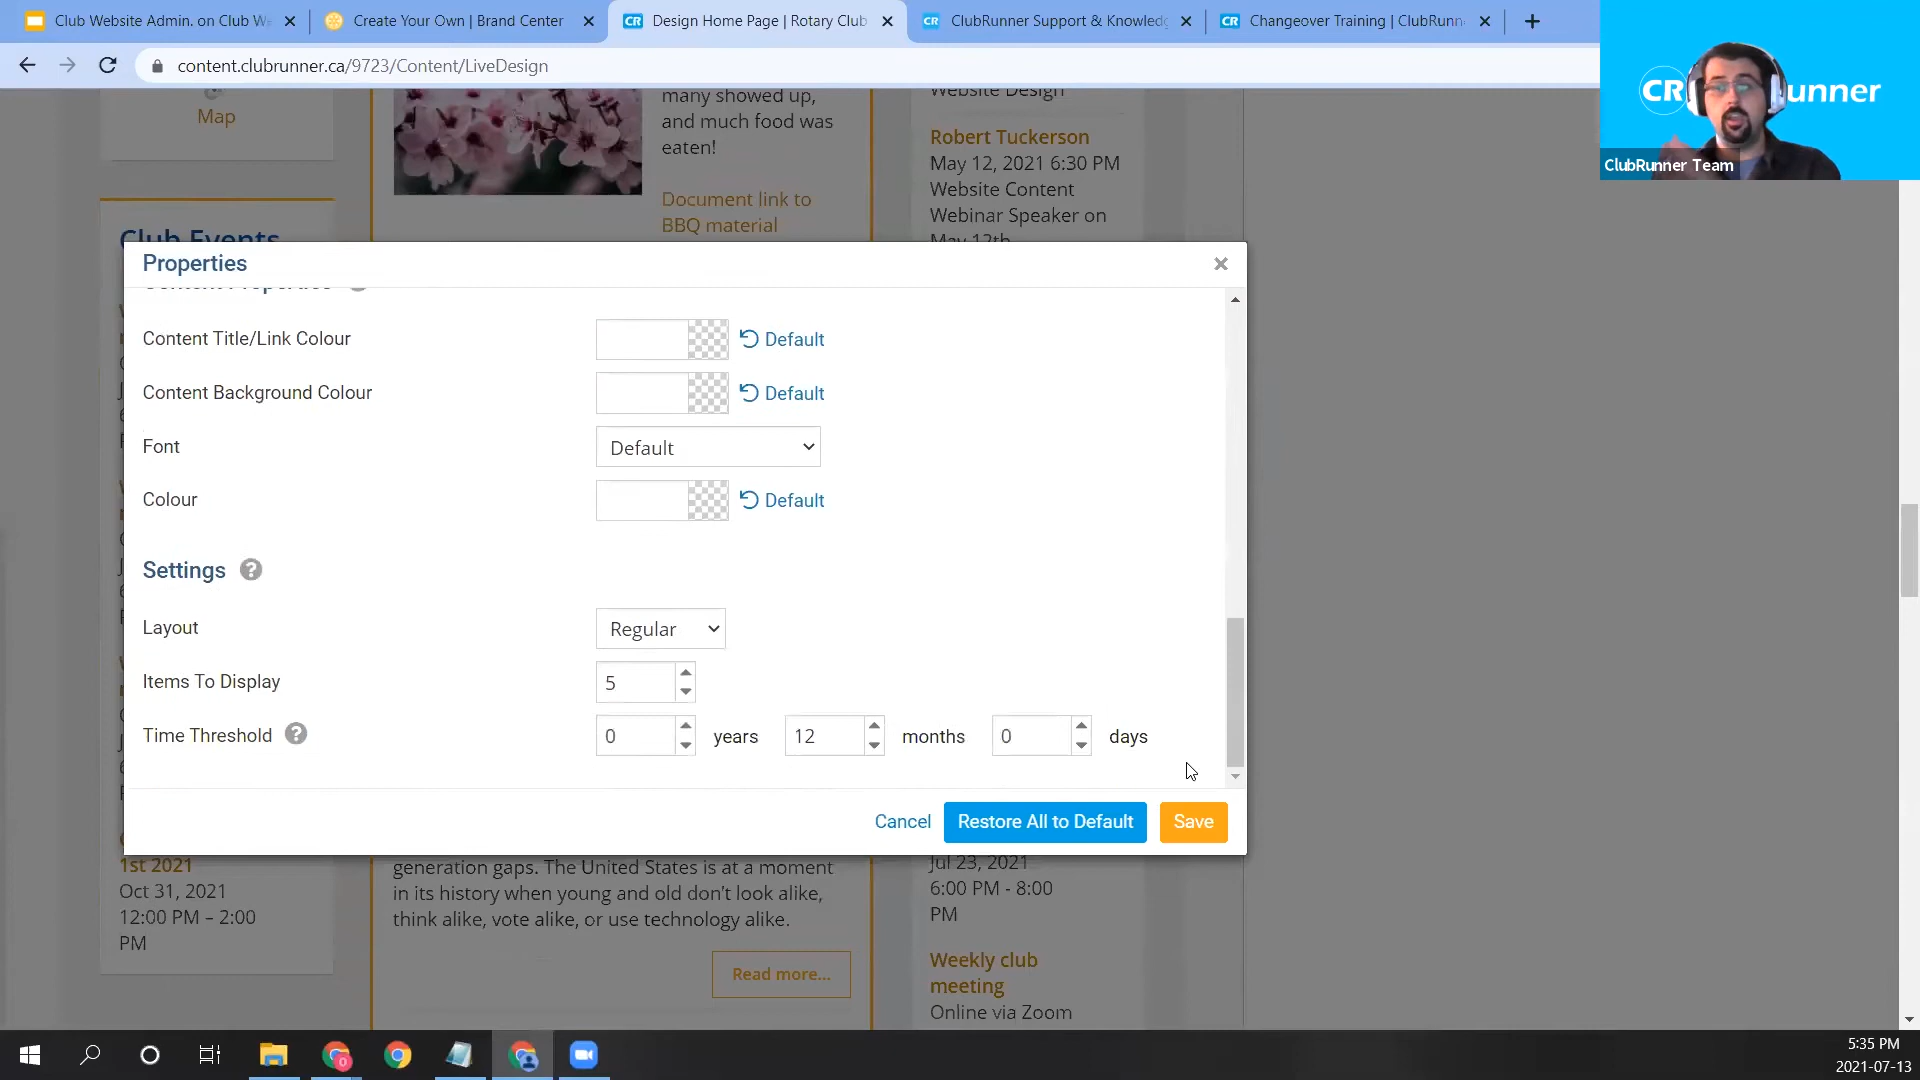 Club Website Admin. on Club W
Create Your Own | Brand Center
Design Home Page | Rotary Club
ClubRunner Support & Knowledg
Changeover Training | ClubRunn
content.clubrunner.ca/9723/Content/LiveDesign
CR unner
ClubRunner Team
Map
many showed up,
and much food was
eaten!
Document link to
BBQ material
Website Design
Robert Tuckerson
May 12, 2021 6:30 PM
Website Content
Webinar Speaker on
May 12th
Club Events
Properties
Content Properties
Content Title/Link Colour
Default
Content Background Colour
Default
Font
Default
Colour
Default
Settings
Layout
Regular
Items To Display
5
Time Threshold
0 years 12 months 0 days
Cancel
Restore All to Default
Save
1st 2021
Oct 31, 2021
12:00 PM – 2:00
PM
generation gaps. The United States is at a moment
in its history when young and old don't look alike,
think alike, vote alike, or use technology alike.
Read more...
Jul 23, 2021
6:00 PM - 8:00
PM
Weekly club
meeting
Online via Zoom
5:35 PM
2021-07-13